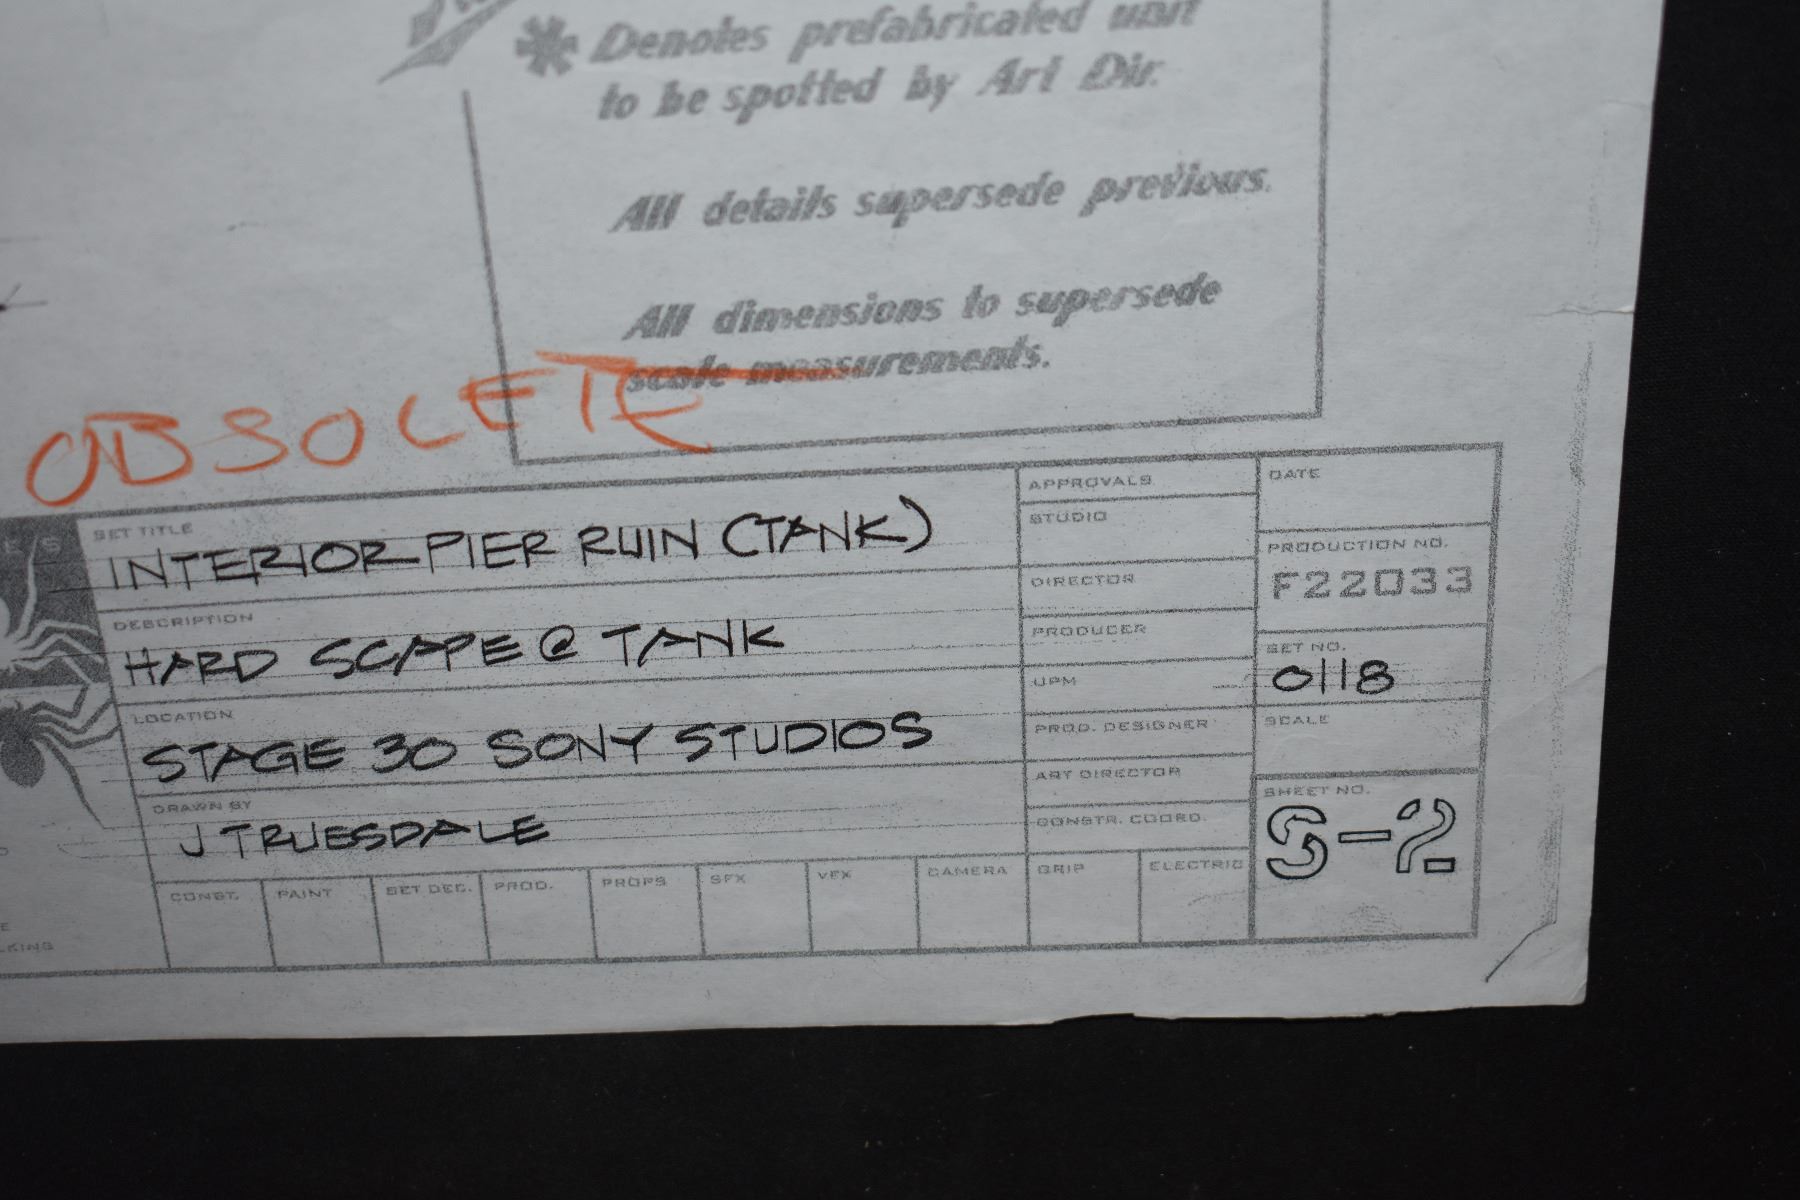 Denotes prefabricated unit
to be spotted by Art Dir.
All details supersede previous.
All dimensions to supersede
scale measurements.
OBSOLETE
SET TITLE
INTERIOR PIER RUIN (TANK)
DESCRIPTION
HARD SCAPE @ TANK
LOCATION
STAGE 30 SONY STUDIOS
DRAWN BY
J TRUESDALE
APPROVALS
STUDIO
DIRECTOR
PRODUCER
UPM
PROD. DESIGNER
ART DIRECTOR
CONSTR. COORD.
DATE
PRODUCTION NO.
F22033
SET NO.
0118
SCALE
SHEET NO.
S-2
CONST. PAINT SET DEC. PROD. PROPS SFX VFX CAMERA GRIP ELECTRIC